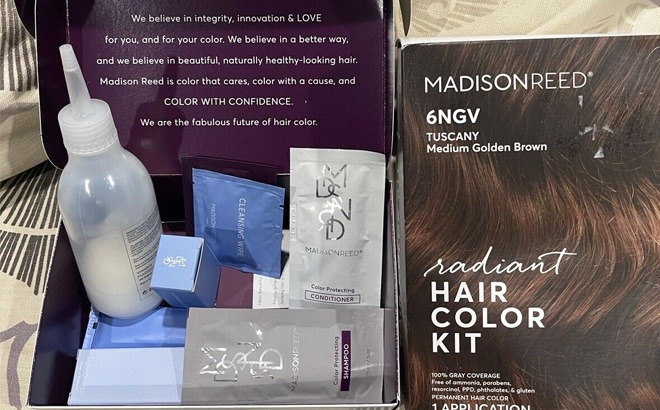 We believe in integrity, innovation & LOVE
for you, and for your color. We believe in a better way,
and we believe in beautiful, naturally healthy-looking hair.
Madison Reed is color that cares, color with a cause, and
COLOR WITH CONFIDENCE.
We are the fabulous future of hair color.
CLEANSING WIPE
MADISON
MADISONREED
Color Protecting
CONDITIONER
MADISONREED
Color Protecting
SHAMPOO
MADISONREED®
6NGV
TUSCANY
Medium Golden Brown
radiant
HAIR
COLOR
KIT
100% GRAY COVERAGE
Free of ammonia, parabens,
resorcinol, PPD, phthalates, & gluten
PERMANENT HAIR COLOR
1 APPLICATION